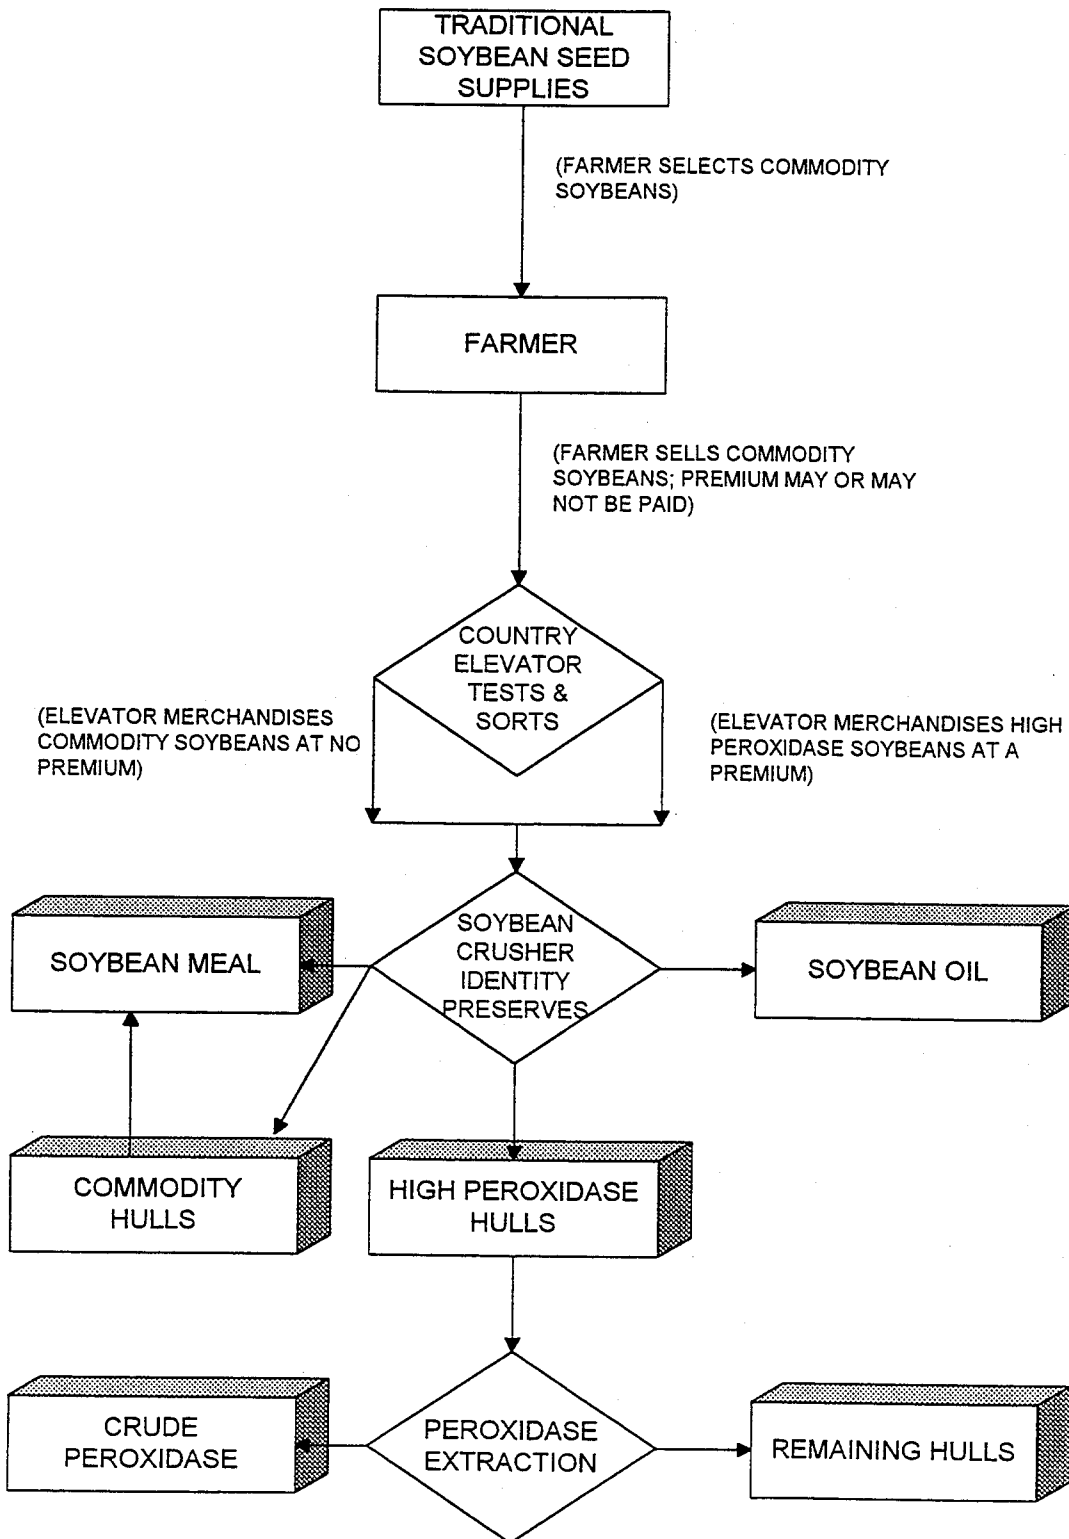 TRADITIONAL
SOYBEAN SEED
SUPPLIES
(FARMER SELECTS COMMODITY
SOYBEANS)
FARMER
(FARMER SELLS COMMODITY
SOYBEANS; PREMIUM MAY OR MAY
NOT BE PAID)
COUNTRY
ELEVATOR
TESTS &
SORTS
(ELEVATOR MERCHANDISES
COMMODITY SOYBEANS AT NO
PREMIUM)
(ELEVATOR MERCHANDISES HIGH
PEROXIDASE SOYBEANS AT A
PREMIUM)
SOYBEAN MEAL
SOYBEAN
CRUSHER
IDENTITY
PRESERVES
SOYBEAN OIL
COMMODITY
HULLS
HIGH PEROXIDASE
HULLS
CRUDE
PEROXIDASE
PEROXIDASE
EXTRACTION
REMAINING HULLS